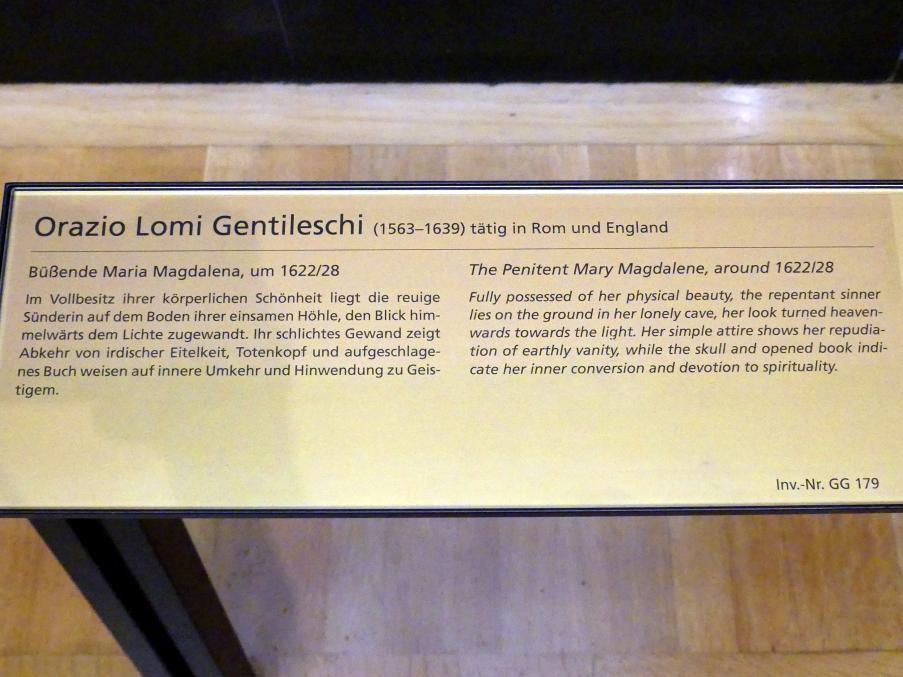 Orazio Lomi Gentileschi (1563–1639) tätig in Rom und England
Büßende Maria Magdalena, um 1622/28
Im Vollbesitz ihrer körperlichen Schönheit liegt die reuige
Sünderin auf dem Boden ihrer einsamen Höhle, den Blick him-
melwärts dem Lichte zugewandt. Ihr schlichtes Gewand zeigt
Abkehr von irdischer Eitelkeit, Totenkopf und aufgeschlage-
nes Buch weisen auf innere Umkehr und Hinwendung zu Geis-
tigem.
The Penitent Mary Magdalene, around 1622/28
Fully possessed of her physical beauty, the repentant sinner
lies on the ground in her lonely cave, her look turned heaven-
wards towards the light. Her simple attire shows her repudia-
tion of earthly vanity, while the skull and opened book indi-
cate her inner conversion and devotion to spirituality.
Inv.-Nr. GG 179